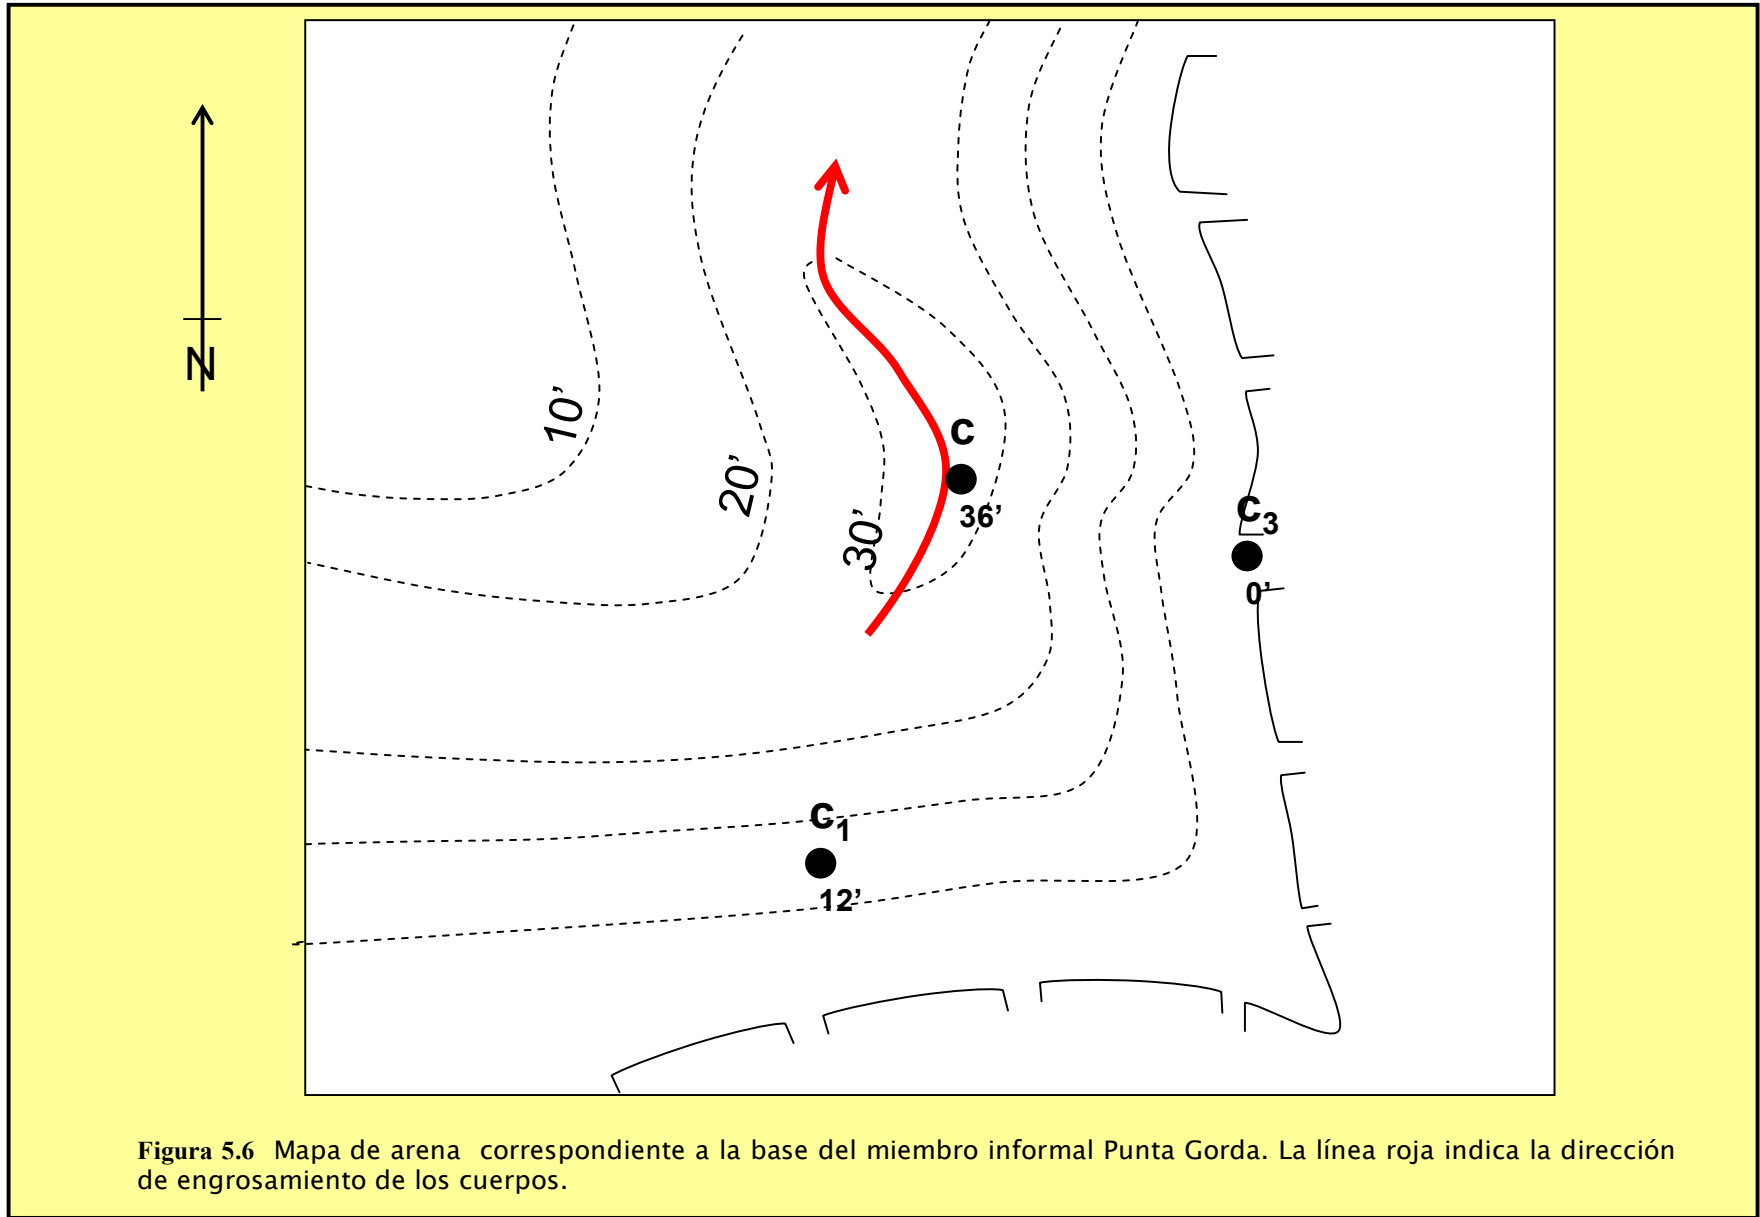 N
10’
20’
30’
C
36’
C3
0’
C1
12’
Figura 5.6 Mapa de arena correspondiente a la base del miembro informal Punta Gorda. La línea roja indica la dirección
de engrosamiento de los cuerpos.